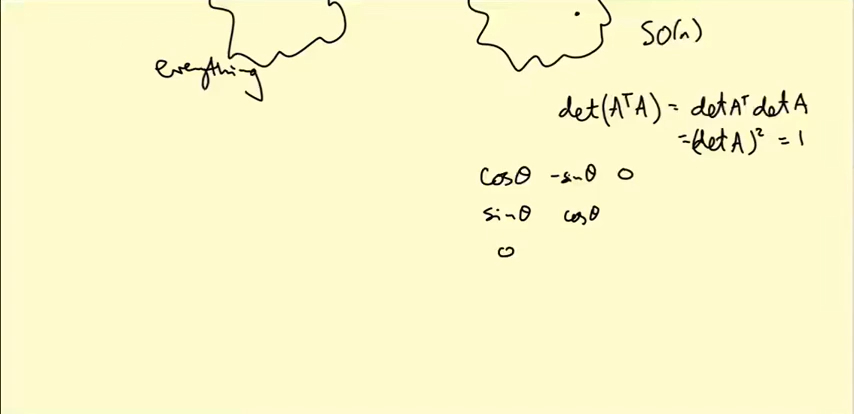 SO(n)
everything
det(AᵀA) = detAᵀ detA
=(detA)² = 1
cosθ -sinθ 0
sinθ cosθ
0